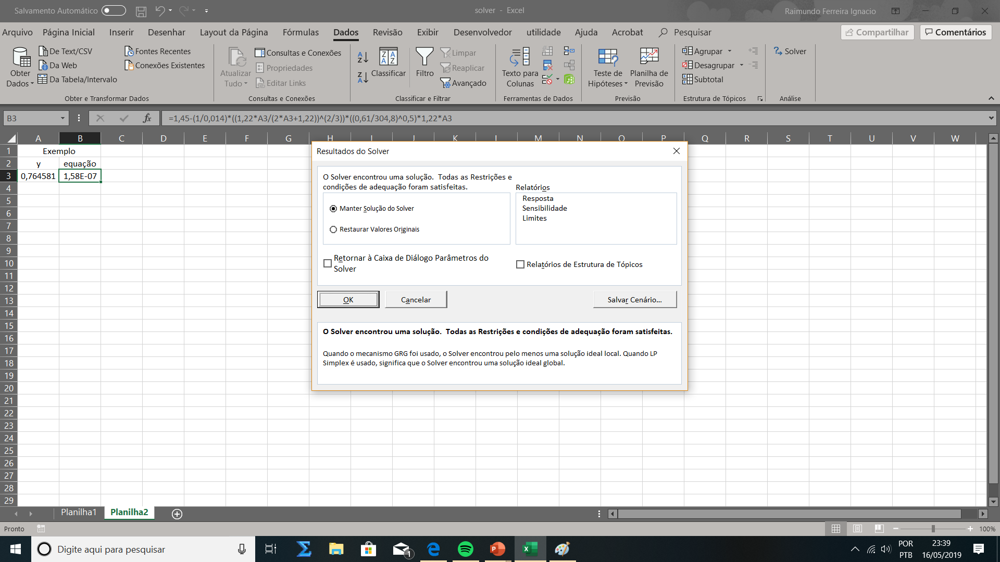 Salvamento Automático
solver - Excel
Raimundo Ferreira Ignacio
Arquivo Página Inicial Inserir Desenhar Layout da Página Fórmulas Dados Revisão Exibir Desenvolvedor utilidade Ajuda Acrobat Pesquisar
Compartilhar Comentários
Obter Dados
De Text/CSV
Da Web
Da Tabela/Intervalo
Fontes Recentes
Conexões Existentes
Obter e Transformar Dados
Atualizar Tudo
Consultas e Conexões
Propriedades
Editar Links
Consultas e Conexões
Classificar
Filtro
Limpar
Reaplicar
Avançado
Classificar e Filtrar
Texto para Colunas
Ferramentas de Dados
Teste de Hipóteses
Planilha de Previsão
Previsão
Agrupar
Desagrupar
Subtotal
Estrutura de Tópicos
Solver
Análise
B3
fx
=1,45-(1/0,014)*((1,22*A3/(2*A3+1,22))^(2/3))*((0,61/304,8)^0,5)*1,22*A3
A B C D E F G H I J K L M N O P Q R S T U V W
1 Exemplo
2 y equação
3 0,764581 1,58E-07
4
5
6
7
8
9
10
11
12
13
14
15
16
17
18
19
20
21
22
23
24
25
26
27
28
29
Resultados do Solver
O Solver encontrou uma solução. Todas as Restrições e
condições de adequação foram satisfeitas.
Manter Solução do Solver
Restaurar Valores Originais
Relatórios
Resposta
Sensibilidade
Limites
Retornar à Caixa de Diálogo Parâmetros do
Solver
Relatórios de Estrutura de Tópicos
OK Cancelar Salvar Cenário...
O Solver encontrou uma solução. Todas as Restrições e condições de adequação foram satisfeitas.
Quando o mecanismo GRG foi usado, o Solver encontrou pelo menos uma solução ideal local. Quando LP
Simplex é usado, significa que o Solver encontrou uma solução ideal global.
Planilha1 Planilha2
Pronto
100%
Digite aqui para pesquisar
1
POR
PTB
23:39
16/05/2019